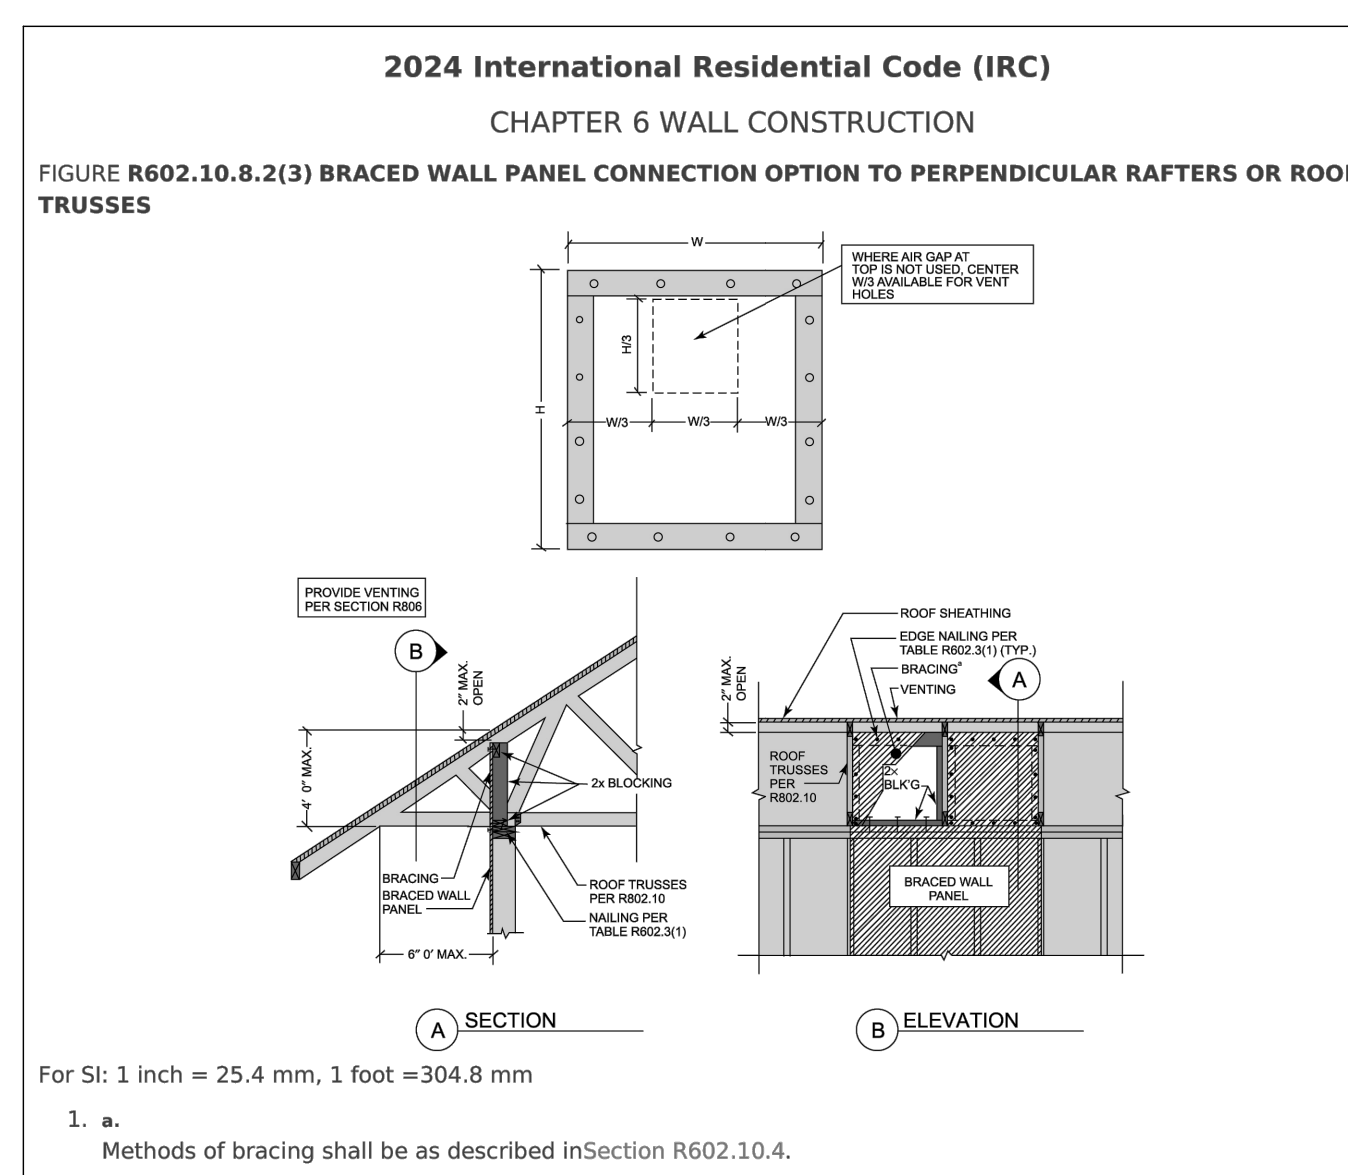 2024 International Residential Code (IRC)
CHAPTER 6 WALL CONSTRUCTION
FIGURE R602.10.8.2(3) BRACED WALL PANEL CONNECTION OPTION TO PERPENDICULAR RAFTERS OR ROO
TRUSSES
W
WHERE AIR GAP AT
TOP IS NOT USED, CENTER
W/3 AVAILABLE FOR VENT
HOLES
H/3
H
W/3
W/3
W/3
PROVIDE VENTING
PER SECTION R806
B
2″ MAX.
OPEN
4′ 0″ MAX.
2x BLOCKING
BRACING
BRACED WALL
PANEL
ROOF TRUSSES
PER R802.10
NAILING PER
TABLE R602.3(1)
6″ 0′ MAX.
A SECTION
ROOF SHEATHING
EDGE NAILING PER
TABLE R602.3(1) (TYP.)
BRACINGᵃ
VENTING
A
2″ MAX.
OPEN
ROOF
TRUSSES
PER
R802.10
2×
BLK'G
BRACED WALL
PANEL
B ELEVATION
For SI: 1 inch = 25.4 mm, 1 foot =304.8 mm
1. a.
Methods of bracing shall be as described inSection R602.10.4.